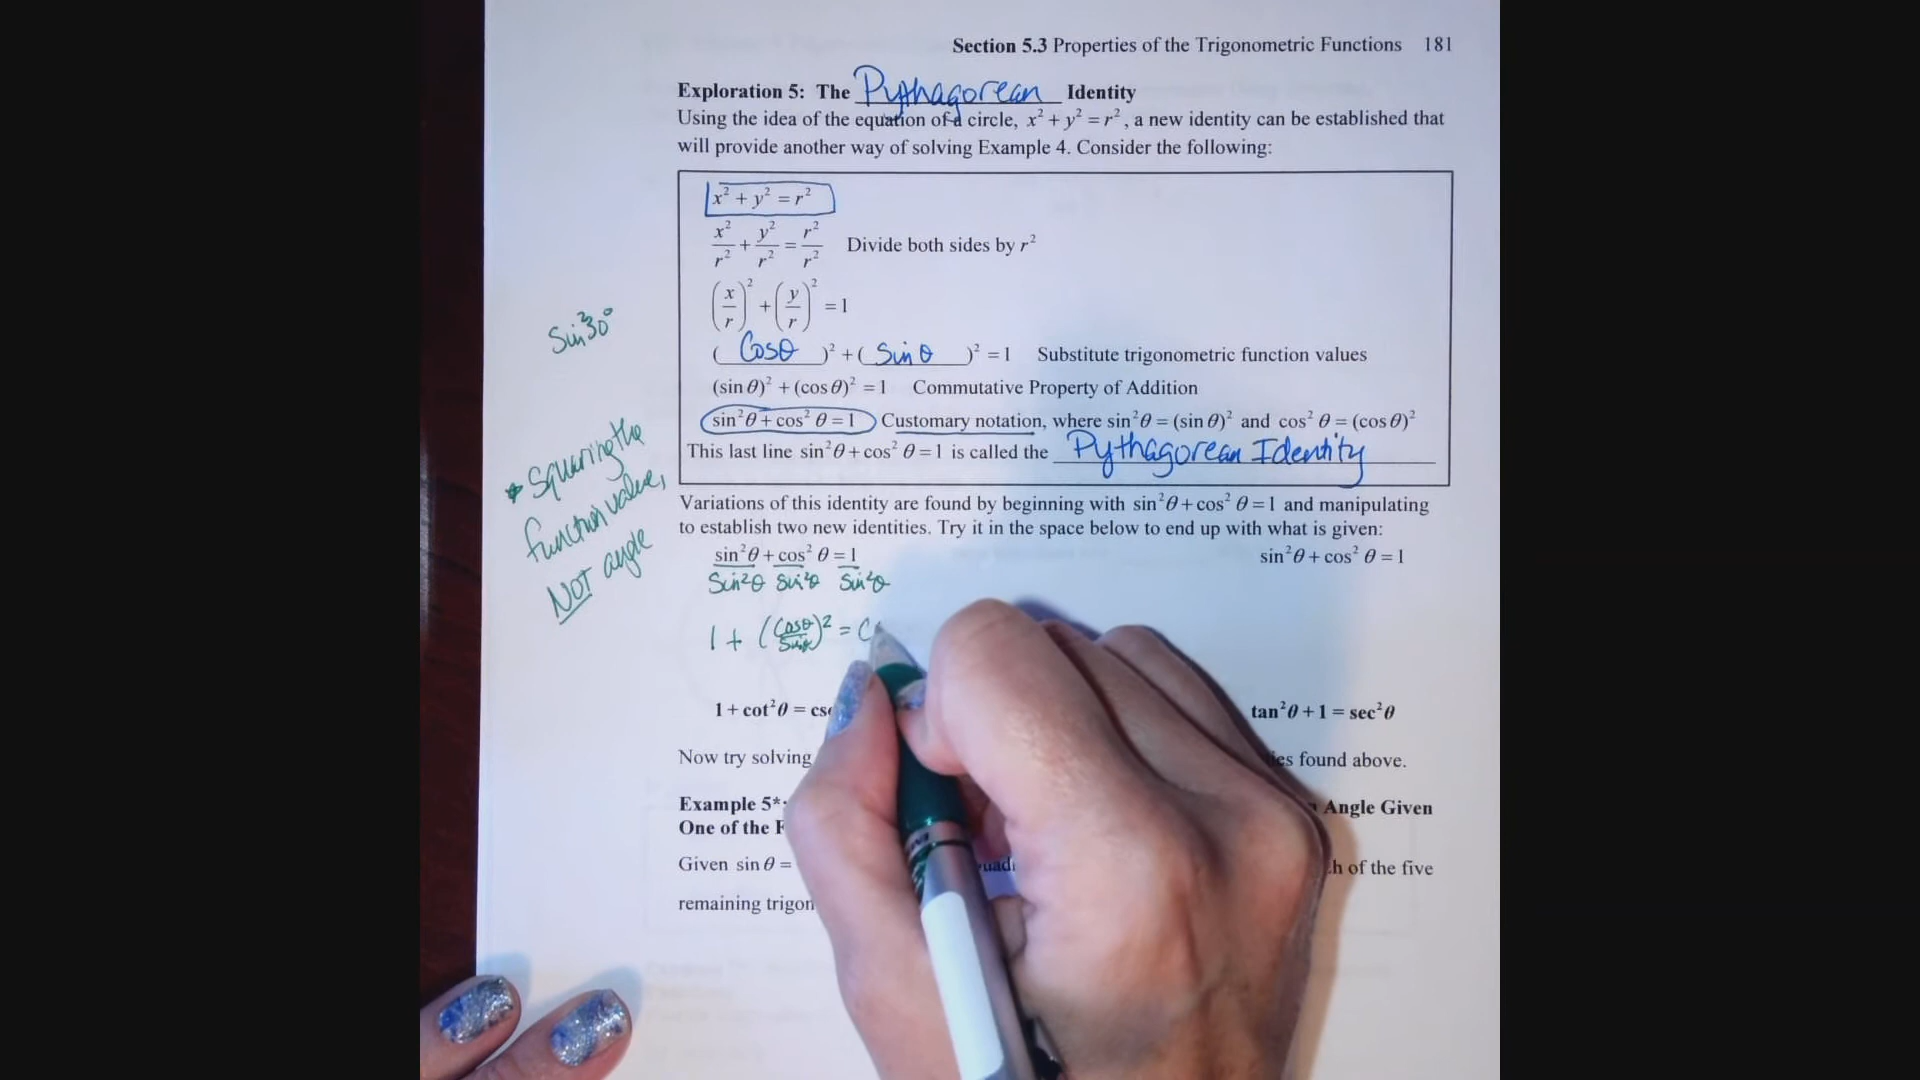 Section 5.3 Properties of the Trigonometric Functions 181
Exploration 5: The Pythagorean Identity
Using the idea of the equation of a circle, x² + y² = r², a new identity can be established that
will provide another way of solving Example 4. Consider the following:
x² + y² = r²
x²/r² + y²/r² = r²/r² Divide both sides by r²
(x/r)² + (y/r)² = 1
( Cosθ )² + ( Sinθ )² = 1 Substitute trigonometric function values
(sin θ)² + (cos θ)² = 1 Commutative Property of Addition
sin²θ + cos² θ = 1 Customary notation, where sin²θ = (sin θ)² and cos² θ = (cos θ)²
This last line sin²θ + cos² θ = 1 is called the Pythagorean Identity
Sin²30°
* Squaring the
function value,
NOT angle
Variations of this identity are found by beginning with sin²θ + cos² θ = 1 and manipulating
to establish two new identities. Try it in the space below to end up with what is given:
sin²θ + cos² θ = 1 sin²θ + cos² θ = 1
Sin²θ Sin²θ Sin²θ
1 + (Cosθ/Sinθ)² = C
1 + cot²θ = cs tan²θ + 1 = sec²θ
Now try solving found above.
Example 5*: Angle Given
One of the
Given sin θ = of the five
remaining